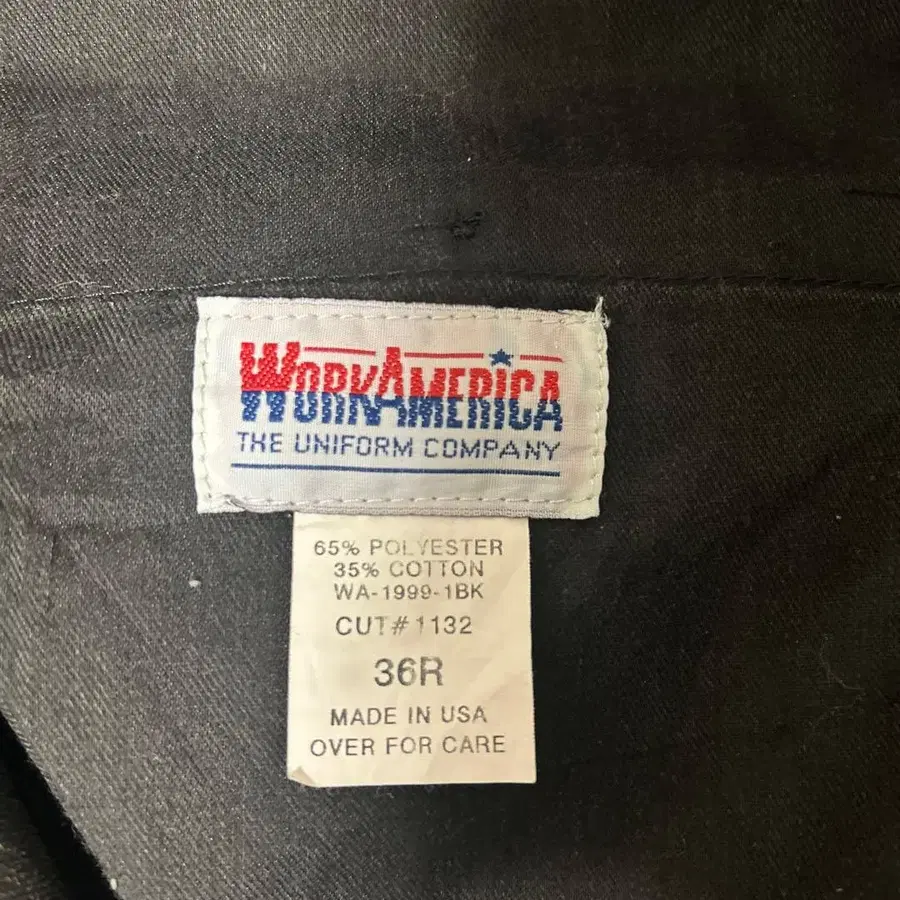 WORKAMERICA
THE UNIFORM COMPANY
65% POLYESTER
35% COTTON
WA-1999-1BK
CUT# 1132
36R
MADE IN USA
OVER FOR CARE